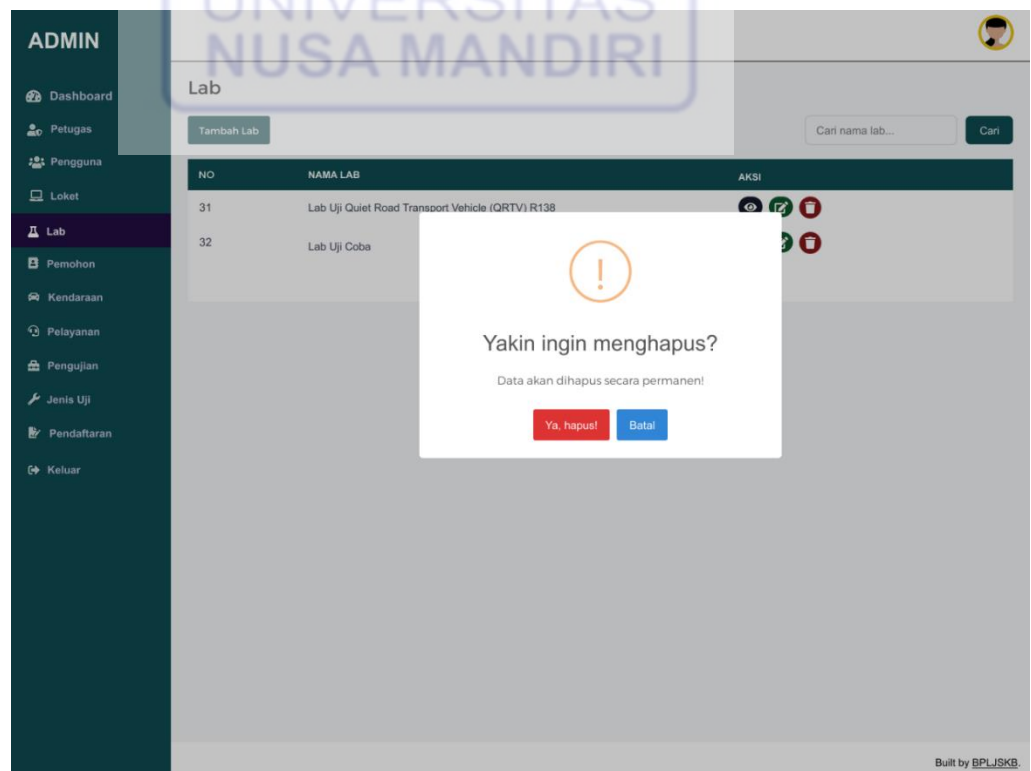 UNIVERSITAS
NUSA MANDIRI
ADMIN
Dashboard
Petugas
Pengguna
Loket
Lab
Pemohon
Kendaraan
Pelayanan
Pengujian
Jenis Uji
Pendaftaran
Keluar
Lab
Tambah Lab
Cari nama lab...
Cari
NO NAMA LAB AKSI
31 Lab Uji Quiet Road Transport Vehicle (QRTV) R138
32 Lab Uji Coba
!
Yakin ingin menghapus?
Data akan dihapus secara permanen!
Ya, hapus!
Batal
Built by BPLJSKB.